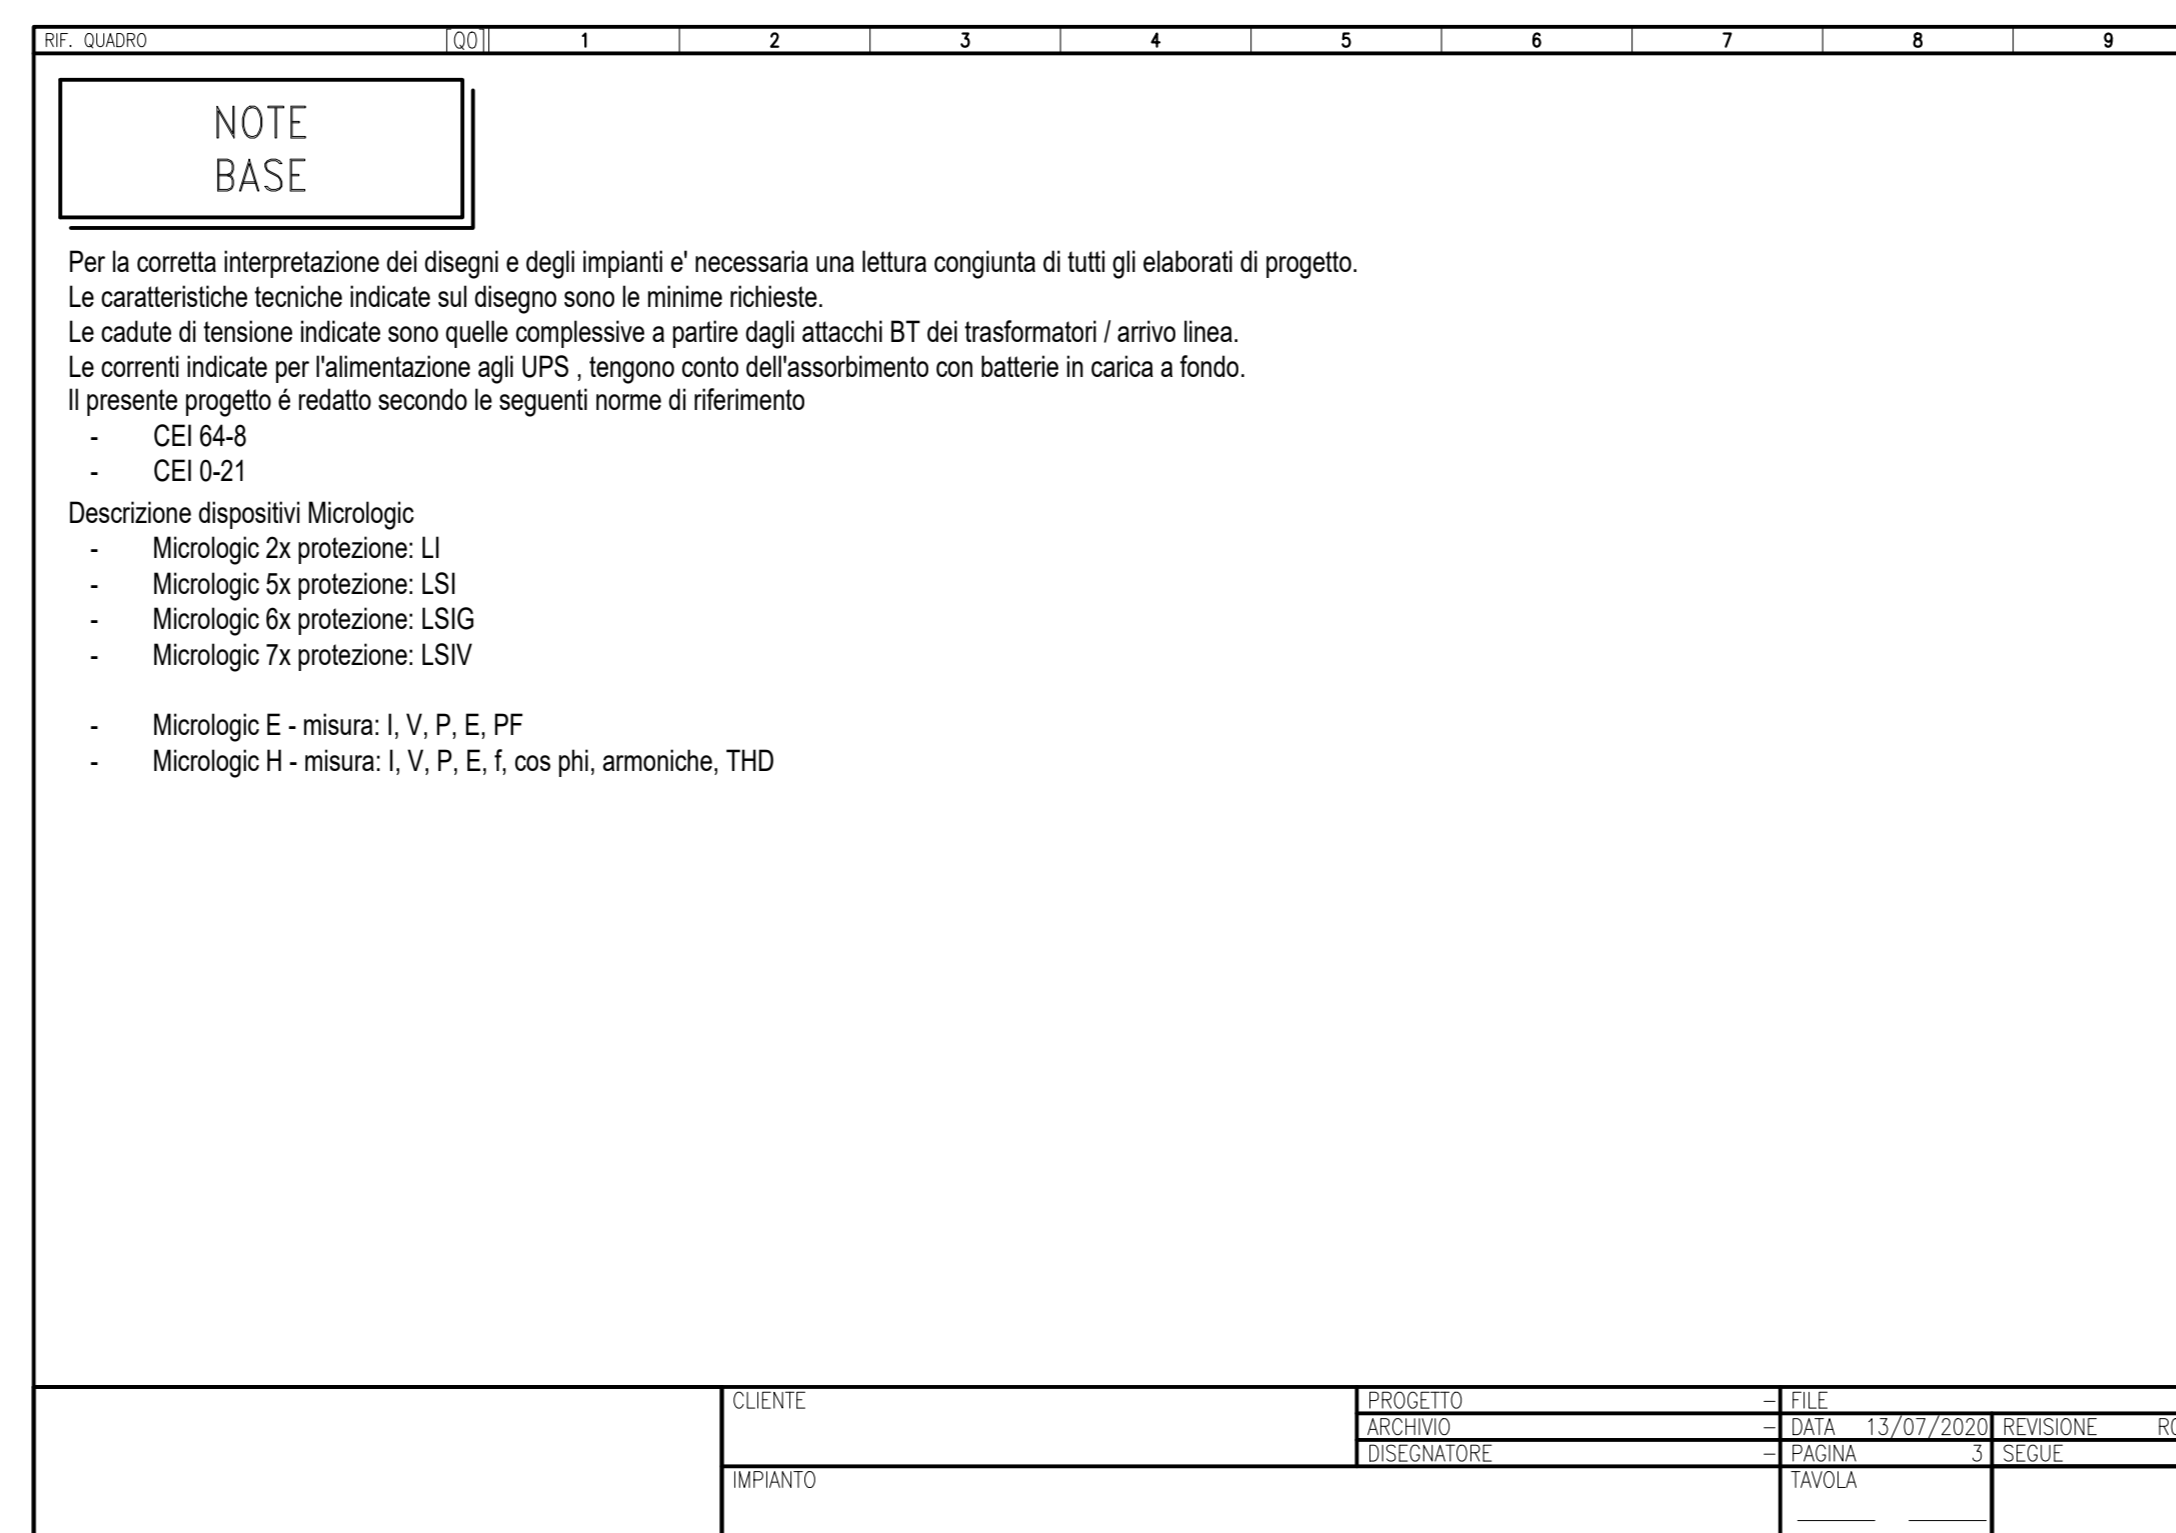 RIF. QUADRO Q0 1 2 3 4 5 6 7 8 9
NOTE
BASE
Per la corretta interpretazione dei disegni e degli impianti e' necessaria una lettura congiunta di tutti gli elaborati di progetto.
Le caratteristiche tecniche indicate sul disegno sono le minime richieste.
Le cadute di tensione indicate sono quelle complessive a partire dagli attacchi BT dei trasformatori / arrivo linea.
Le correnti indicate per l'alimentazione agli UPS , tengono conto dell'assorbimento con batterie in carica a fondo.
Il presente progetto é redatto secondo le seguenti norme di riferimento
- CEI 64-8
- CEI 0-21
Descrizione dispositivi Micrologic
- Micrologic 2x protezione: LI
- Micrologic 5x protezione: LSI
- Micrologic 6x protezione: LSIG
- Micrologic 7x protezione: LSIV
- Micrologic E - misura: I, V, P, E, PF
- Micrologic H - misura: I, V, P, E, f, cos phi, armoniche, THD
CLIENTE PROGETTO - FILE
ARCHIVIO - DATA 13/07/2020 REVISIONE
DISEGNATORE - PAGINA 3 SEGUE
IMPIANTO TAVOLA